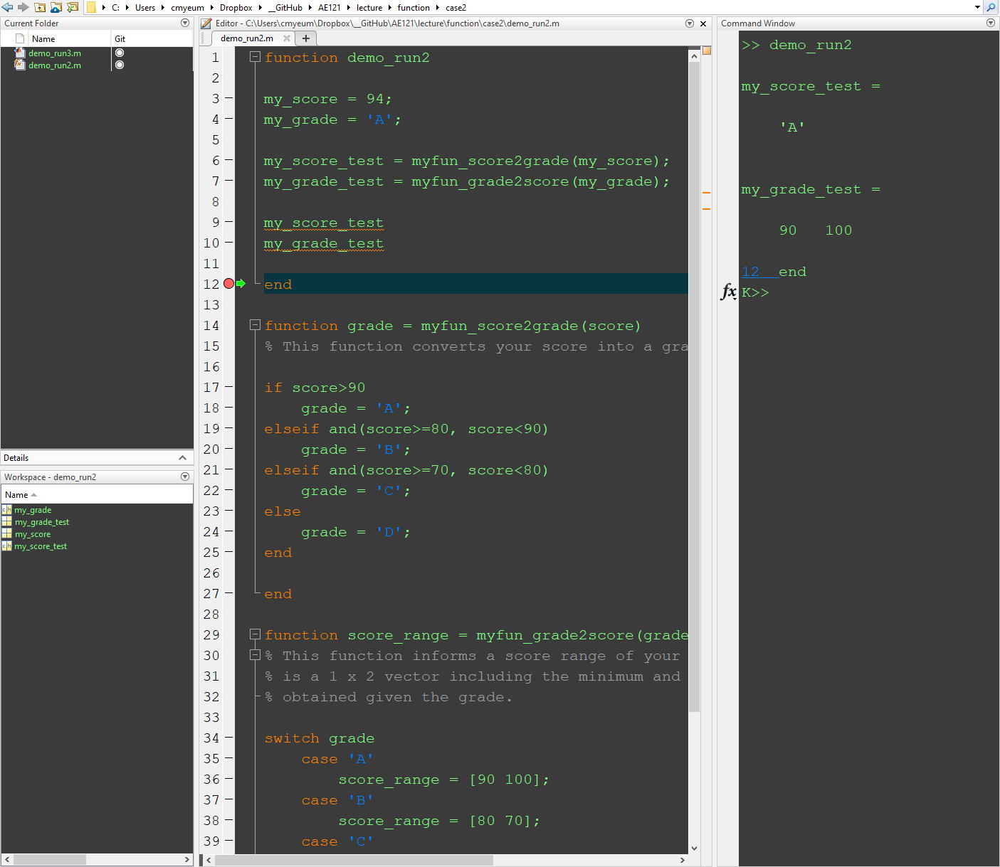 C: Users cmyeum Dropbox __GitHub AE121 lecture function case2
Current Folder
Name Git
demo_run3.m
demo_run2.m
Details
Workspace - demo_run2
Name
my_grade
my_grade_test
my_score
my_score_test
Editor - C:\Users\cmyeum\Dropbox\__GitHub\AE121\lecture\function\case2\demo_run2.m
demo_run2.m
1 function demo_run2
2
3 my_score = 94;
4 my_grade = 'A';
5
6 my_score_test = myfun_score2grade(my_score);
7 my_grade_test = myfun_grade2score(my_grade);
8
9 my_score_test
10 my_grade_test
11
12 end
13
14 function grade = myfun_score2grade(score)
15 % This function converts your score into a gra
16
17 if score>90
18 grade = 'A';
19 elseif and(score>=80, score<90)
20 grade = 'B';
21 elseif and(score>=70, score<80)
22 grade = 'C';
23 else
24 grade = 'D';
25 end
26
27 end
28
29 function score_range = myfun_grade2score(grade
30 % This function informs a score range of your
31 % is a 1 x 2 vector including the minimum and
32 % obtained given the grade.
33
34 switch grade
35 case 'A'
36 score_range = [90 100];
37 case 'B'
38 score_range = [80 70];
39 case 'C'
Command Window
>> demo_run2
my_score_test =
'A'
my_grade_test =
90 100
12 end
fx K>>